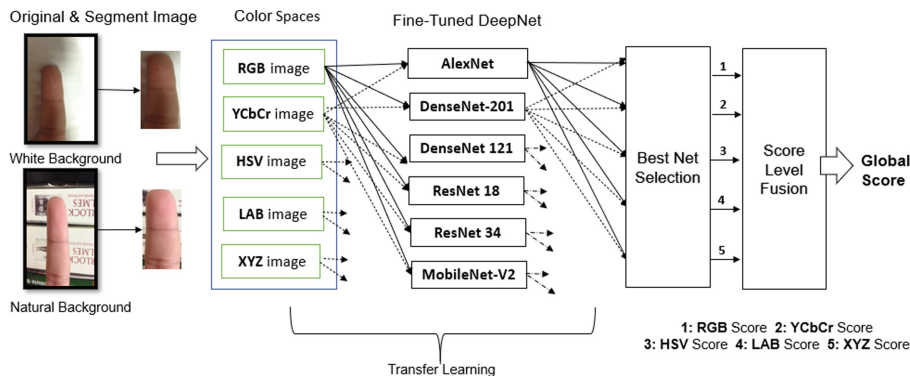 Original & Segment Image
White Background
Natural Background
Color Spaces
RGB image
YCbCr image
HSV image
LAB image
XYZ image
Fine-Tuned DeepNet
AlexNet
DenseNet-201
DenseNet 121
ResNet 18
ResNet 34
MobileNet-V2
Transfer Learning
Best Net
Selection
1
2
3
4
5
Score
Level
Fusion
Global
Score
1: RGB Score 2: YCbCr Score
3: HSV Score 4: LAB Score 5: XYZ Score